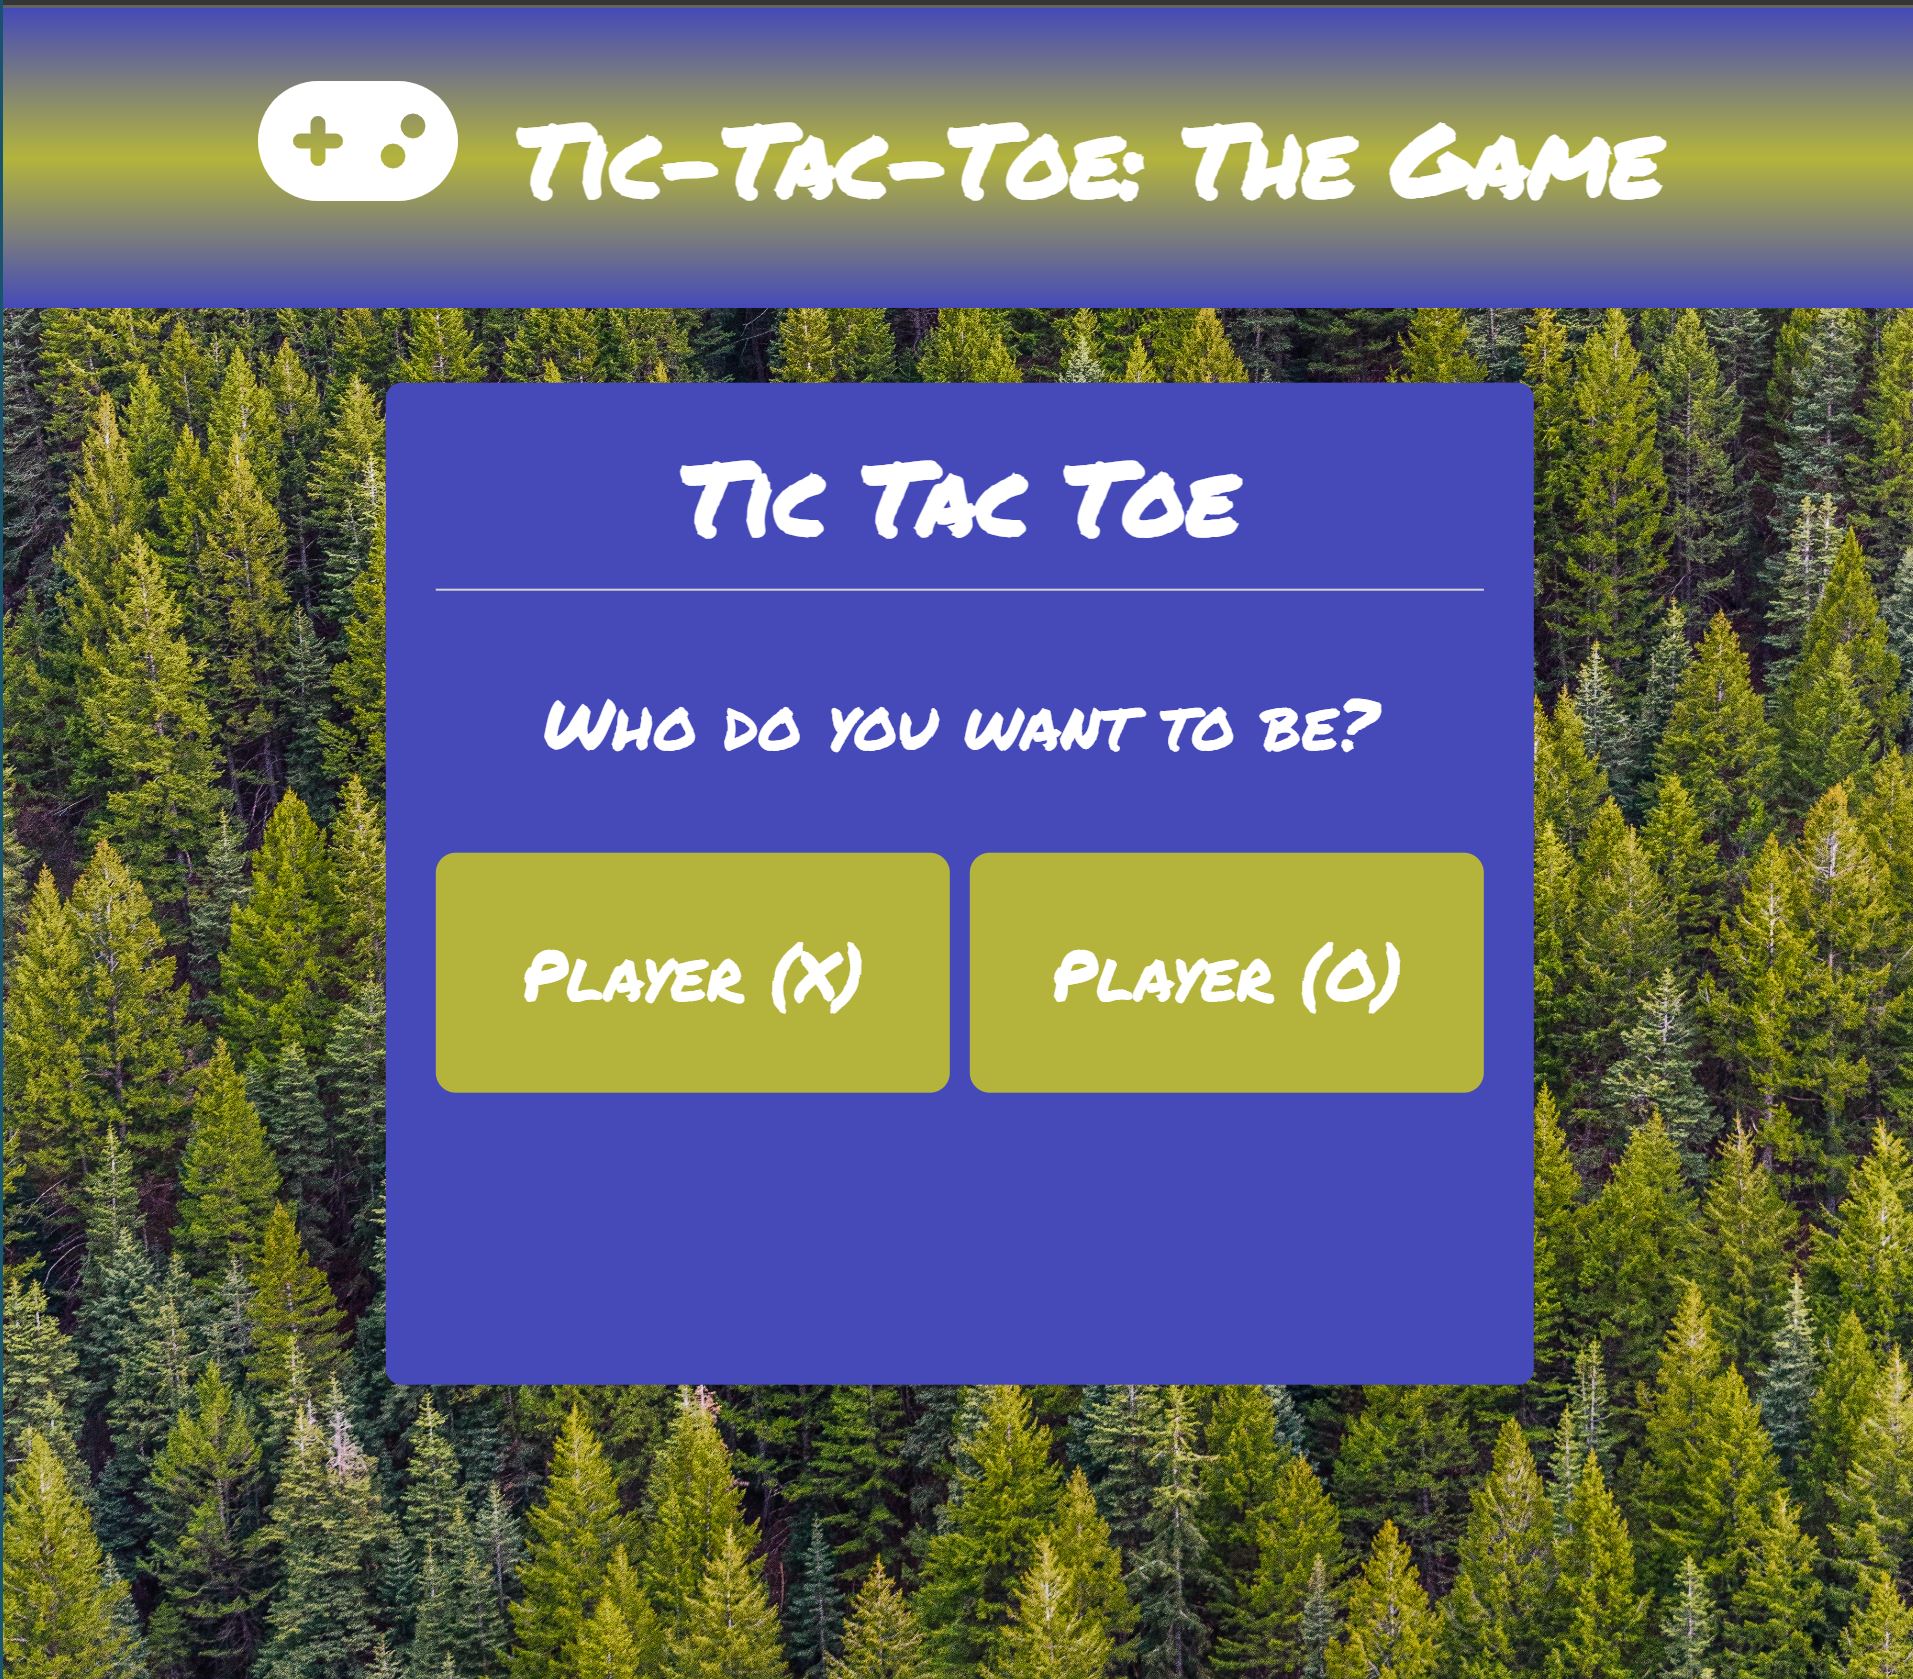 Tic-Tac-Toe: The Game
Tic Tac Toe
Who do you want to be?
Player (X)
Player (O)